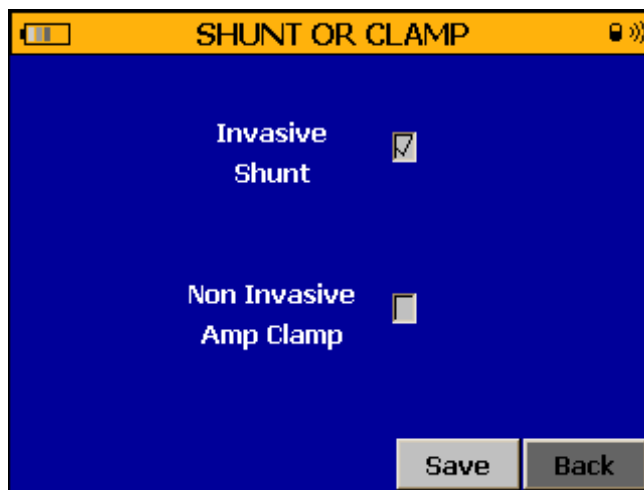 SHUNT OR CLAMP
Invasive
Shunt
Non Invasive
Amp Clamp
Save
Back